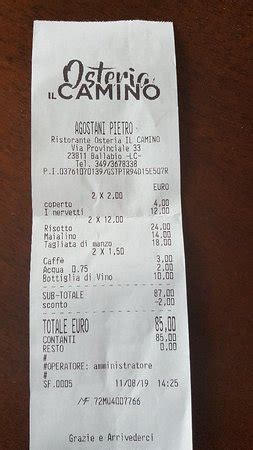 Osteria
IL CAMINO
AGOSTANI PIETRO
Ristorante Osteria IL CAMINO
Via Provinciale 33
23811 Ballabio -LC-
Tel. 349/3678338
P.I.03761070139/GSTPTR94D15E507R
EURO
2 X 2,00
coperto 4,00
I nervetti 12,00
2 X 12,00
Risotto 24,00
Maialino 14,00
Tagliata di manzo 18,00
2 X 1,50
Caffè 3,00
Acqua 0.75 2,00
Bottiglia di Vino 10,00
SUB-TOTALE 87,00
sconto -2,00
TOTALE EURO 85,00
CONTANTI 85,00
RESTO 0,00
#
#OPERATORE: amministratore
#
SF.0005 11/08/19 14:25
MF 72MU4007766
Grazie e Arrivederci